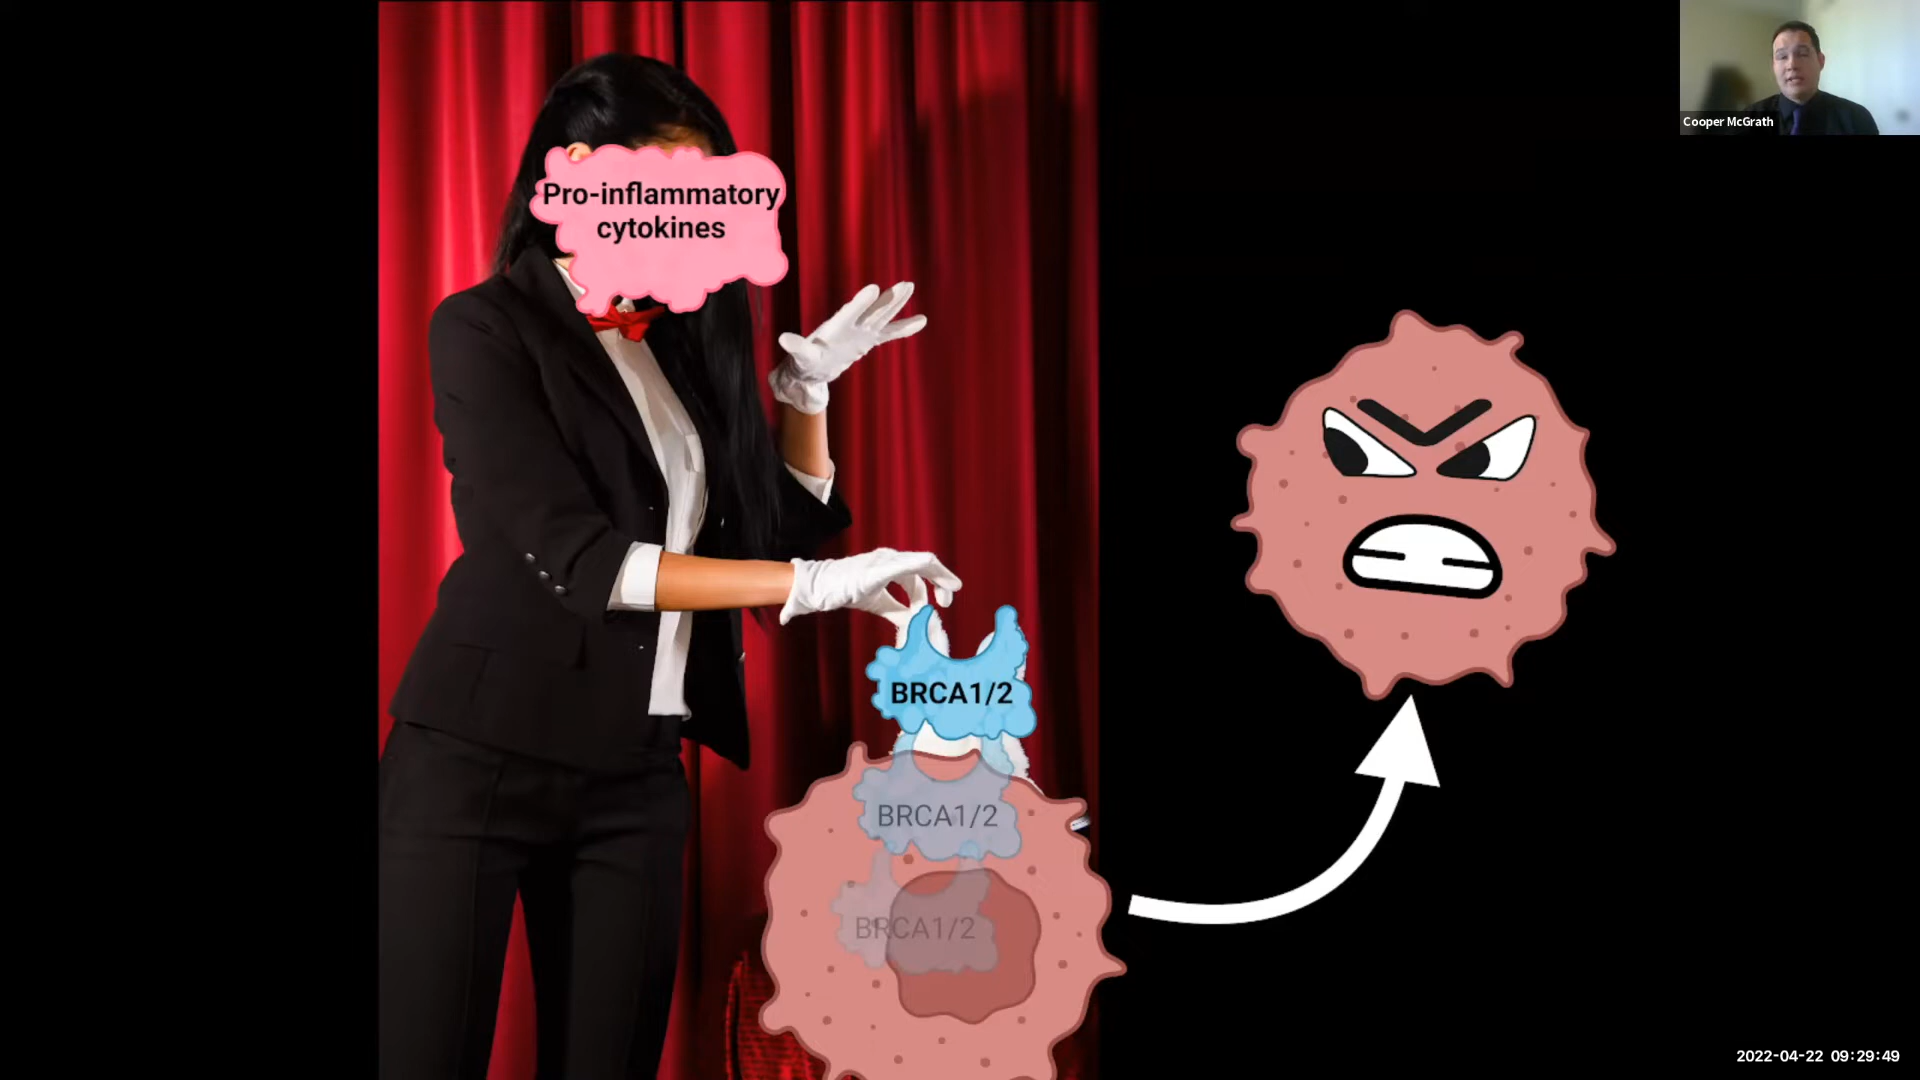 Cooper McGrath
Pro-inflammatory
cytokines
BRCA1/2
BRCA1/2
BRCA1/2
2022-04-22 09:29:49